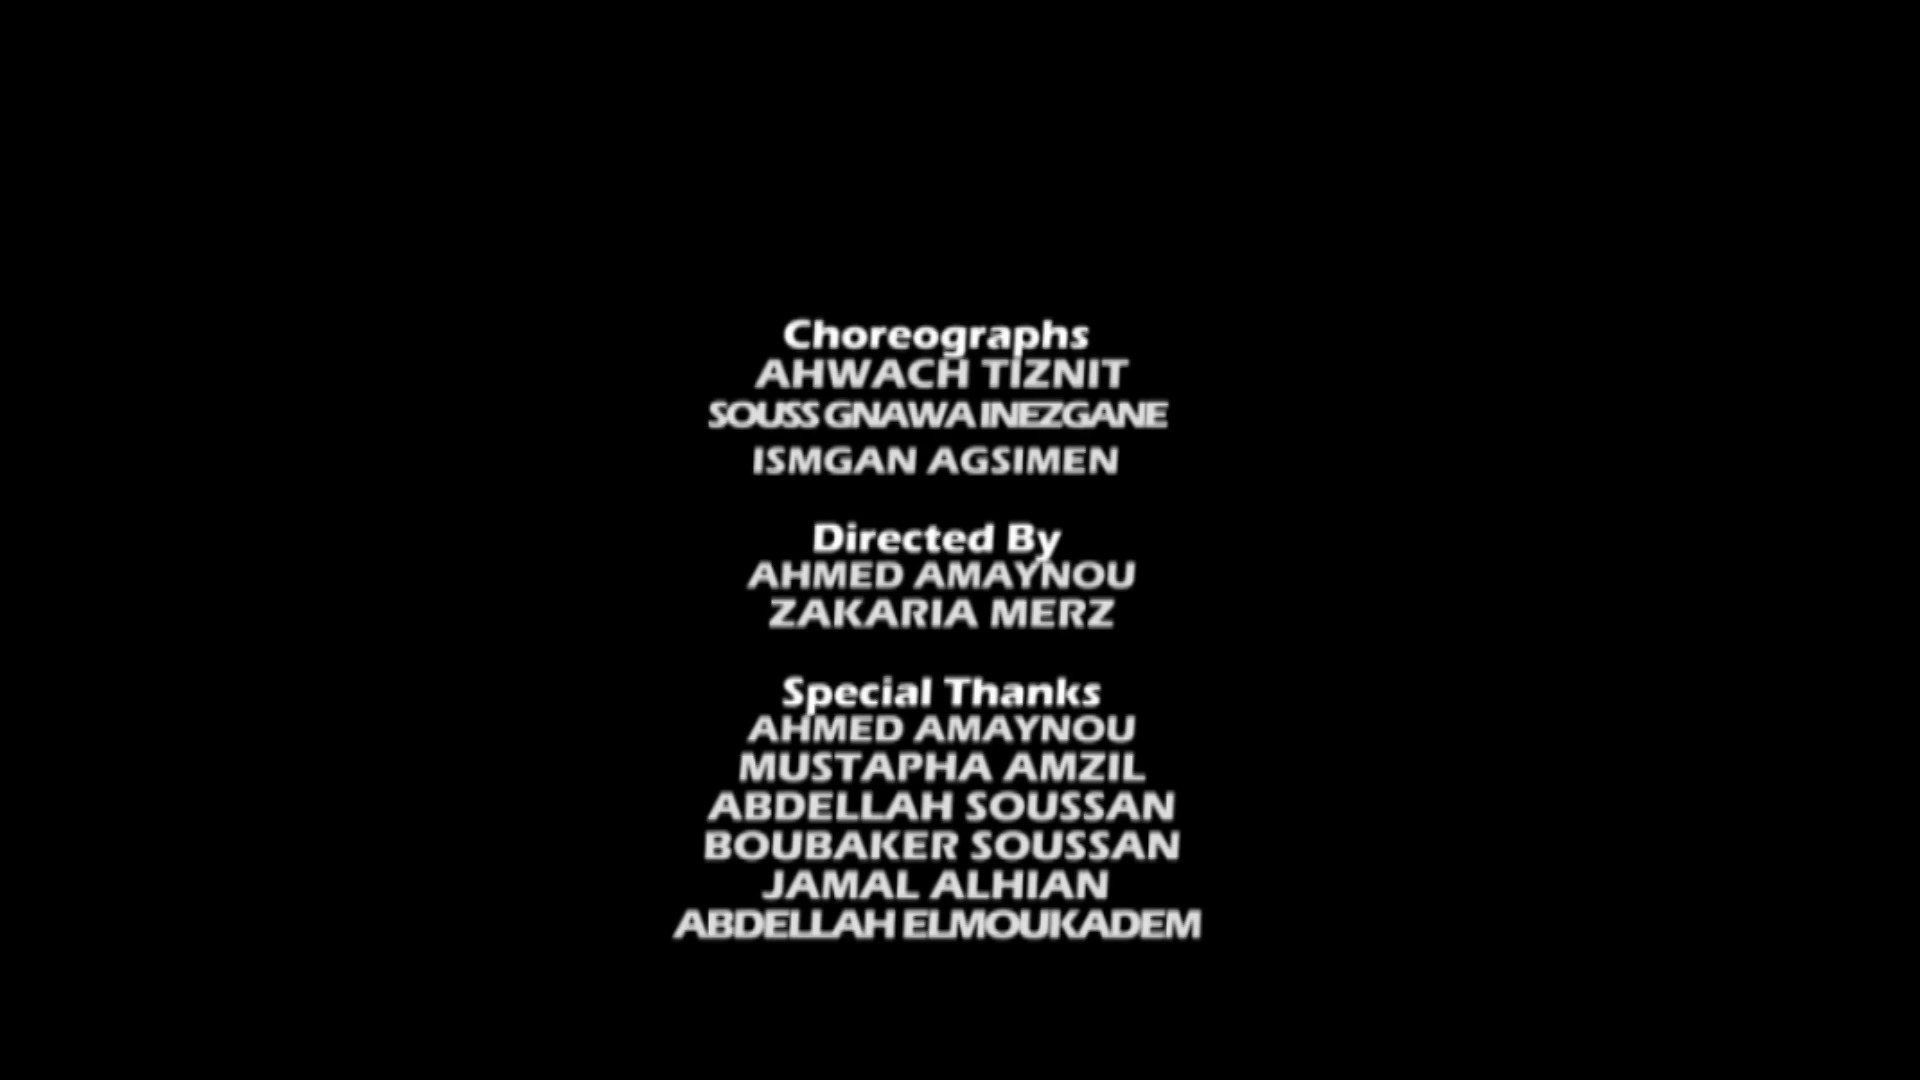 Choreographs
AHWACH TIZNIT
SOUSS GNAWA INEZGANE
ISMGAN AGSIMEN
Directed By
AHMED AMAYNOU
ZAKARIA MERZ
Special Thanks
AHMED AMAYNOU
MUSTAPHA AMZIL
ABDELLAH SOUSSAN
BOUBAKER SOUSSAN
JAMAL ALHIAN
ABDELLAH ELMOUKADEM